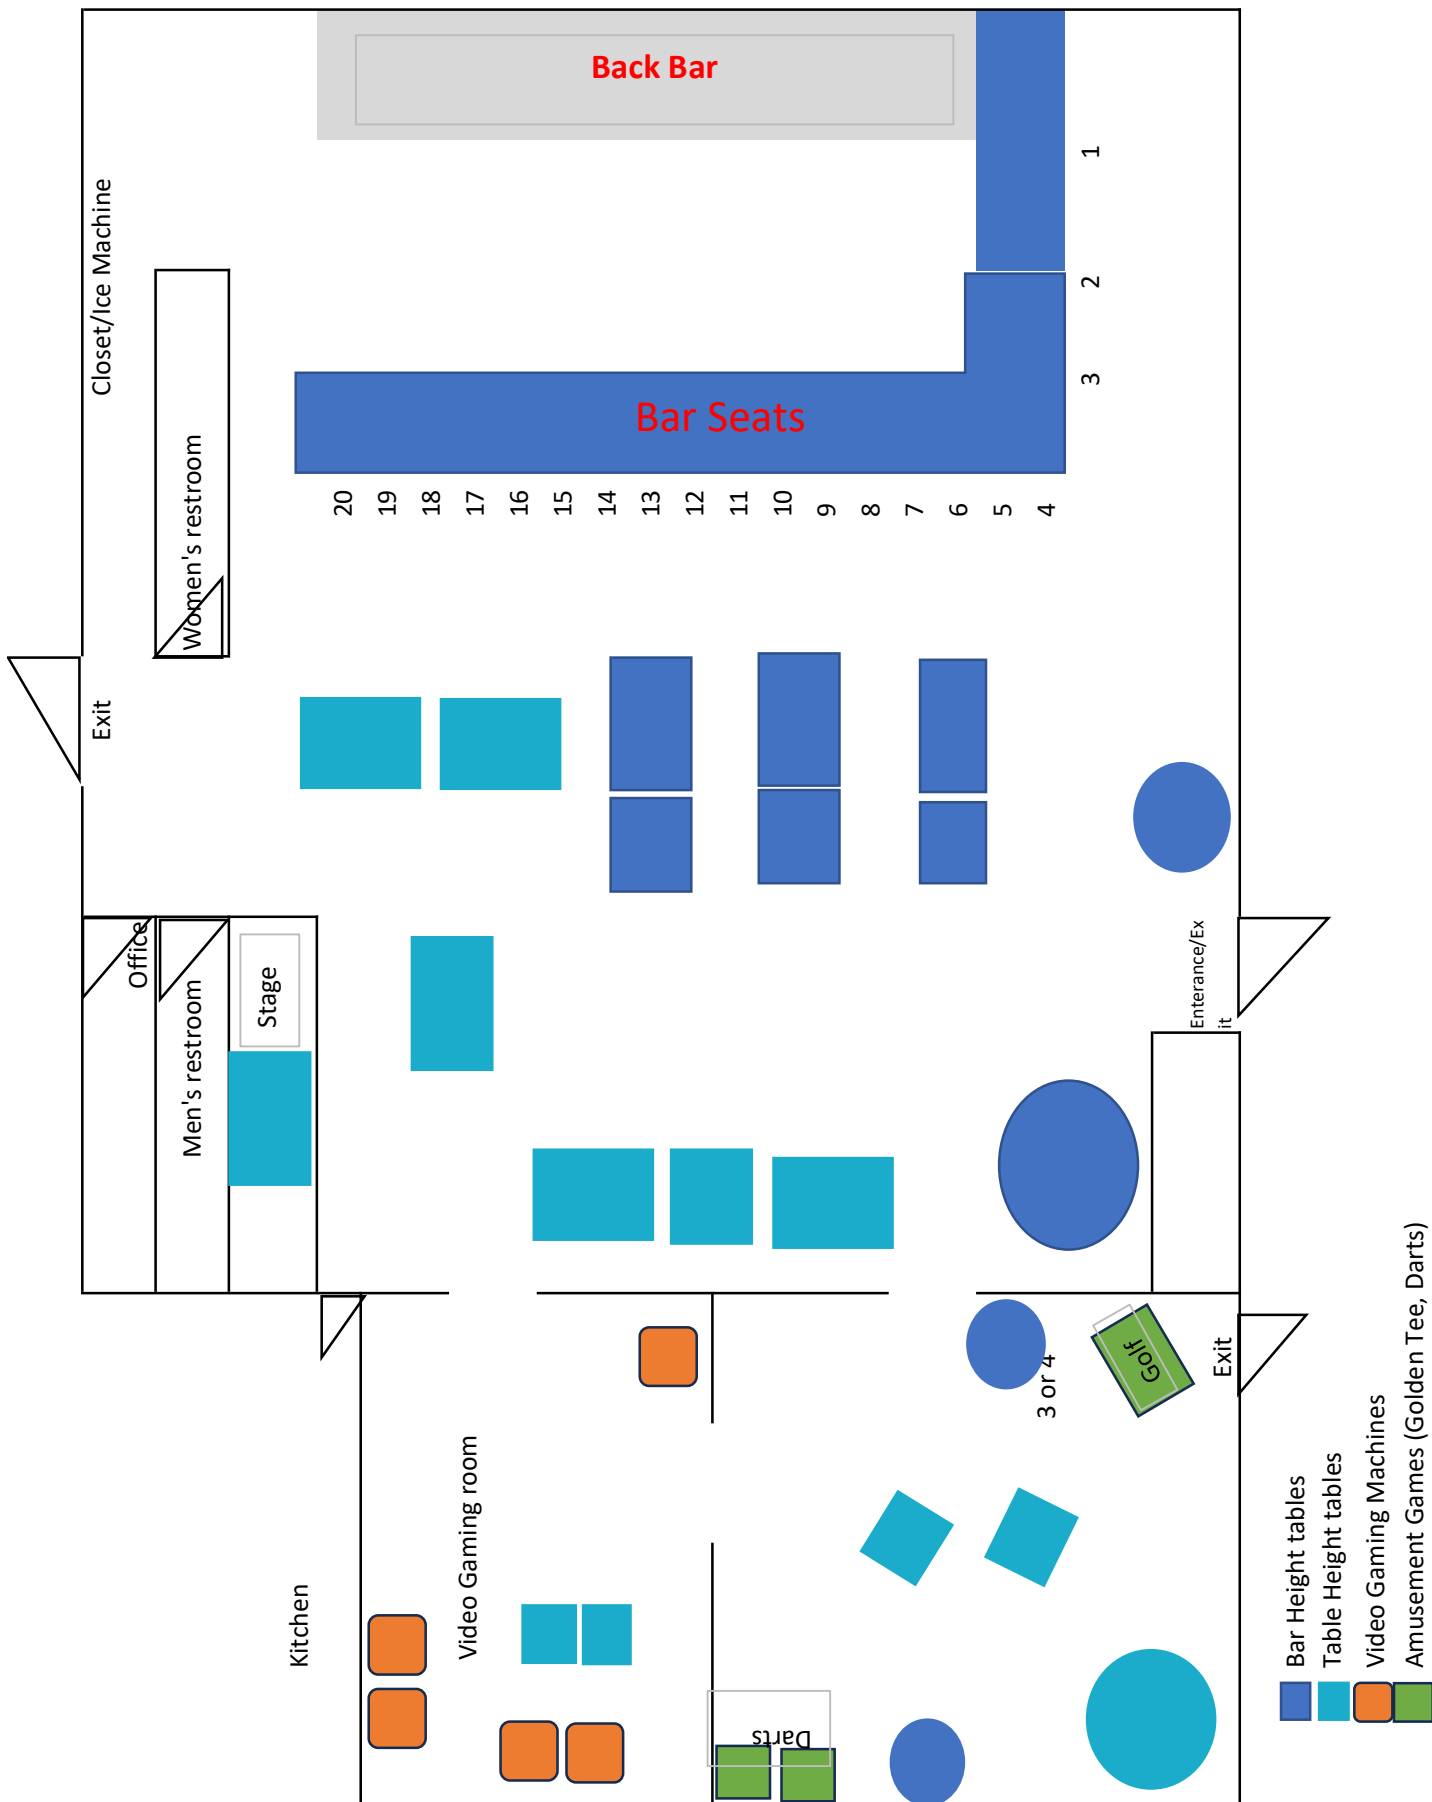 Back Bar
Closet/Ice Machine
1
2
3
Bar Seats
Women's restroom
20
19
18
17
16
15
14
13
12
11
10
9
8
7
6
5
4
Exit
Office
Men's restroom
Stage
Enterance/Ex
it
Kitchen
Video Gaming room
3 or 4
Golf
Exit
Darts
Bar Height tables
Table Height tables
Video Gaming Machines
Amusement Games (Golden Tee, Darts)